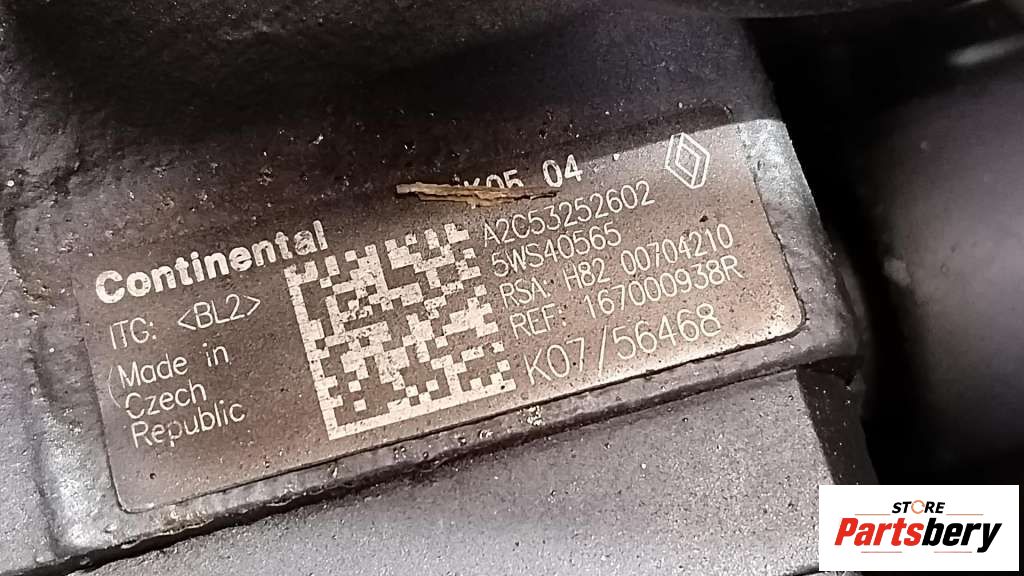 Continental
ITG: <BL2>
(Made in
Czech
Republic
K05 04
A2C53252602
5WS40565
RSA: H82 00704210
REF: 167000938R
K07/56468
STORE
Partsbery